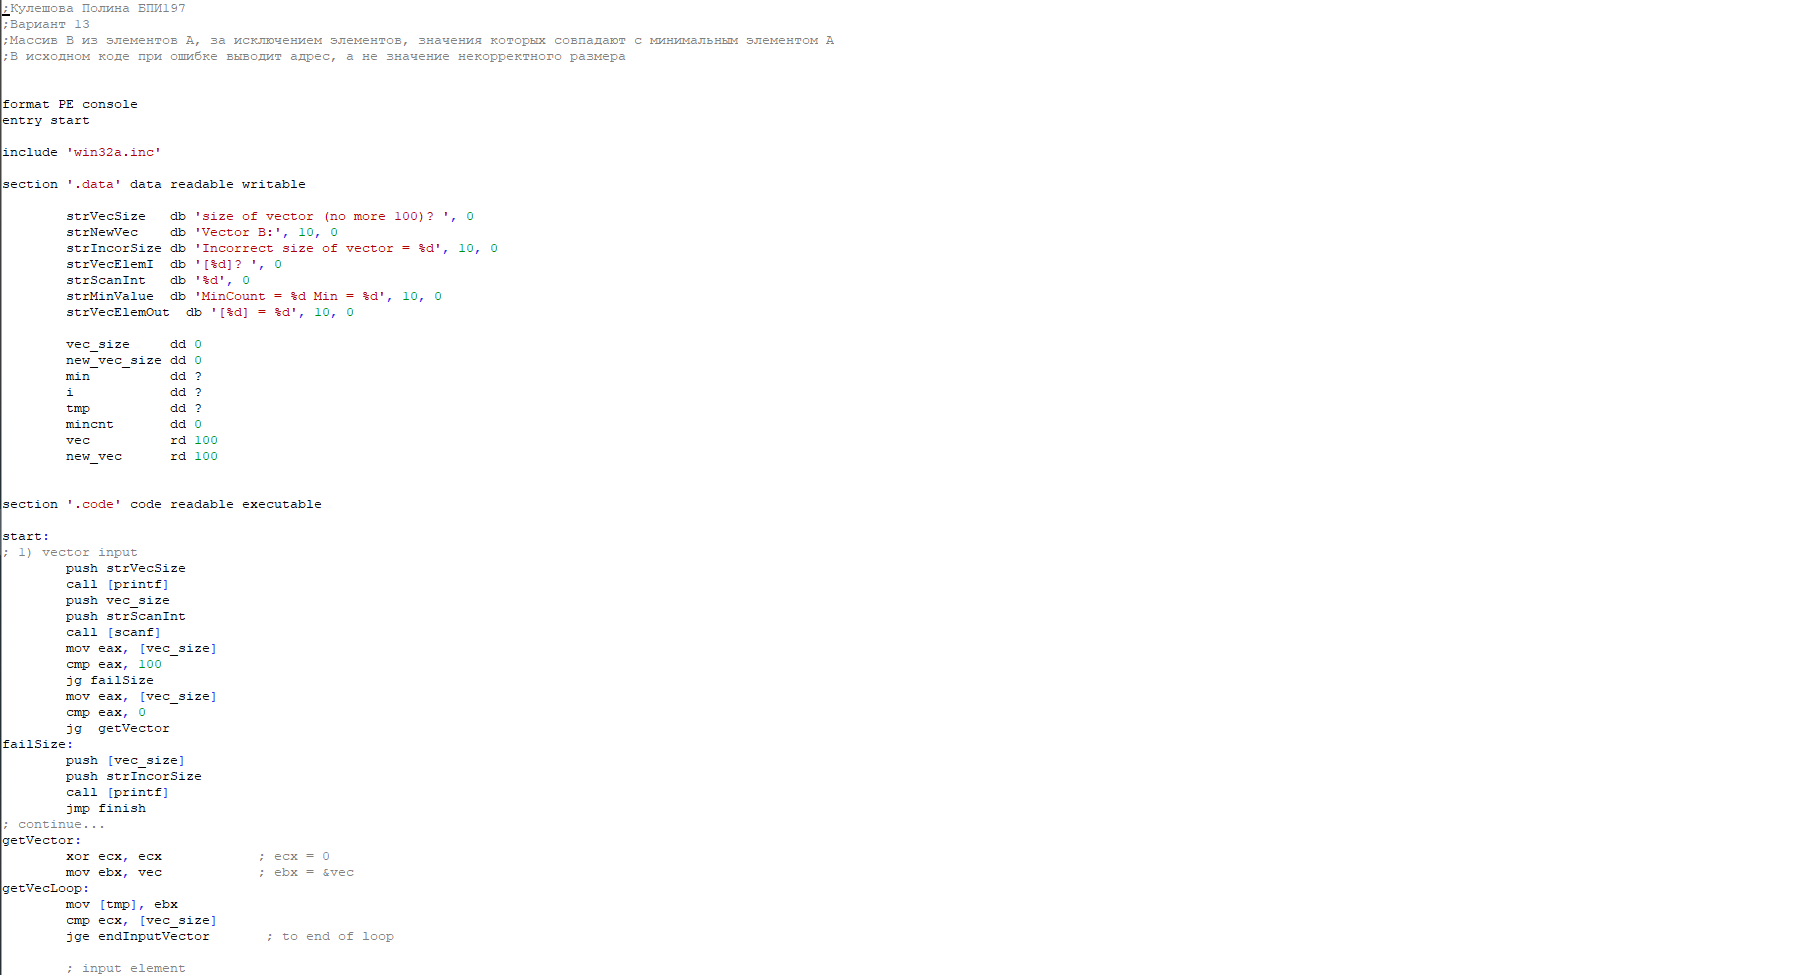 ;Кулешова Полина БПИ197
;Вариант 13
;Массив B из элементов A, за исключением элементов, значения которых совпадают с минимальным элементом A
;В исходном коде при ошибке выводит адрес, а не значение некорректного размера
format PE console
entry start
include 'win32a.inc'
section '.data' data readable writable
strVecSize db 'size of vector (no more 100)? ', 0
strNewVec db 'Vector B:', 10, 0
strIncorSize db 'Incorrect size of vector = %d', 10, 0
strVecElemI db '[%d]? ', 0
strScanInt db '%d', 0
strMinValue db 'MinCount = %d Min = %d', 10, 0
strVecElemOut db '[%d] = %d', 10, 0
vec_size dd 0
new_vec_size dd 0
min dd ?
i dd ?
tmp dd ?
mincnt dd 0
vec rd 100
new_vec rd 100
section '.code' code readable executable
start:
; 1) vector input
push strVecSize
call [printf]
push vec_size
push strScanInt
call [scanf]
mov eax, [vec_size]
cmp eax, 100
jg failSize
mov eax, [vec_size]
cmp eax, 0
jg getVector
failSize:
push [vec_size]
push strIncorSize
call [printf]
jmp finish
; continue...
getVector:
xor ecx, ecx ; ecx = 0
mov ebx, vec ; ebx = &vec
getVecLoop:
mov [tmp], ebx
cmp ecx, [vec_size]
jge endInputVector ; to end of loop
; input element